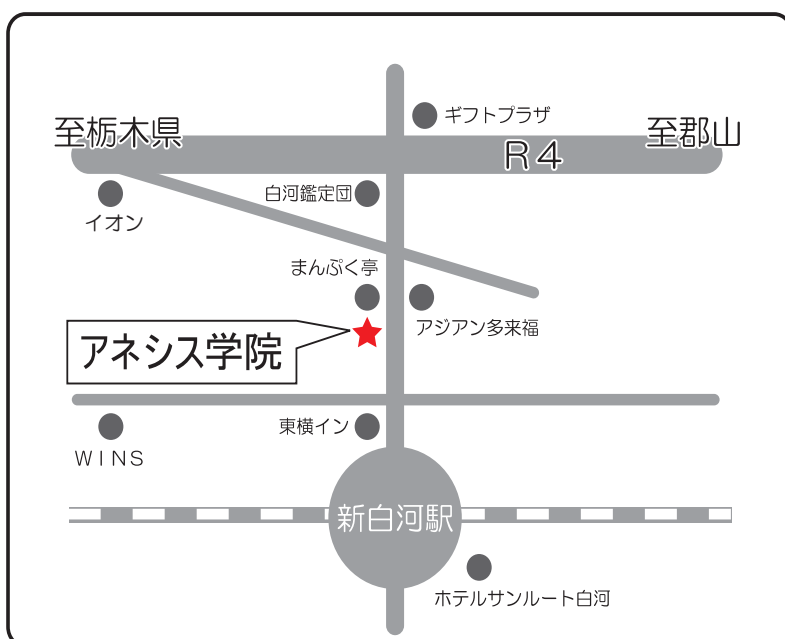 ギフトプラザ
至栃木県
至郡山
R4
白河鑑定団
イオン
まんぷく亭
アジアン多来福
アネシス学院
東横イン
WINS
新白河駅
ホテルサンルート白河